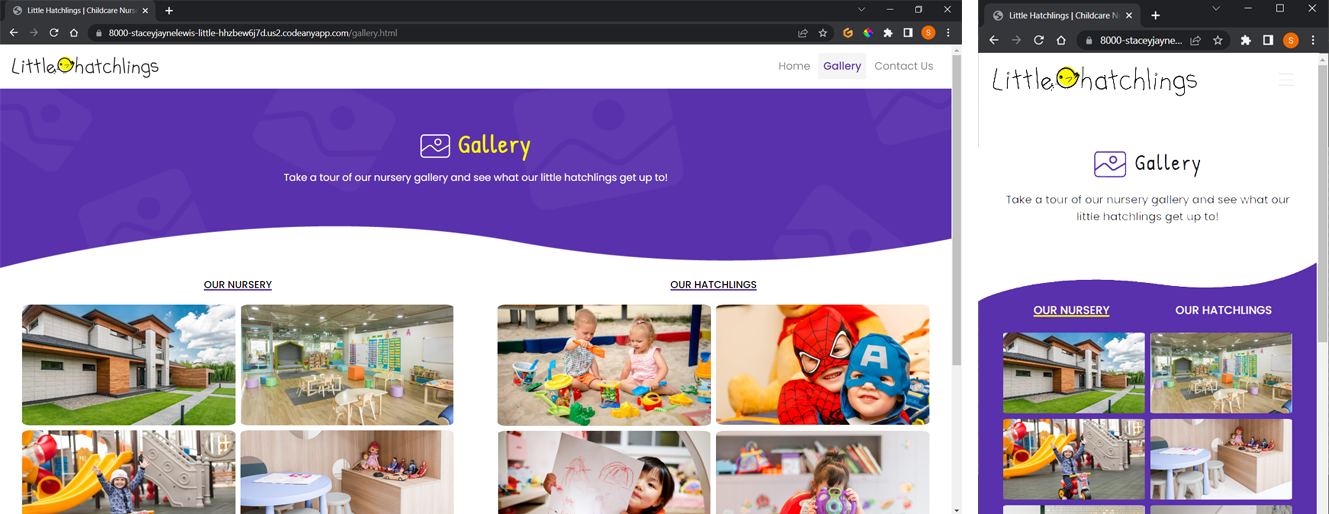 Little Hatchlings | Childcare Nurs
8000-staceyjaynelewis-little-hhzbew6j7d.us2.codeanyapp.com/gallery.html
S
Little hatchlings
Home Gallery Contact Us
Gallery
Take a tour of our nursery gallery and see what our little hatchlings get up to!
OUR NURSERY
OUR HATCHLINGS
A
Little Hatchlings | Childcare N
8000-staceyjayne...
S
Little hatchlings
Gallery
Take a tour of our nursery gallery and see what our
little hatchlings get up to!
OUR NURSERY
OUR HATCHLINGS